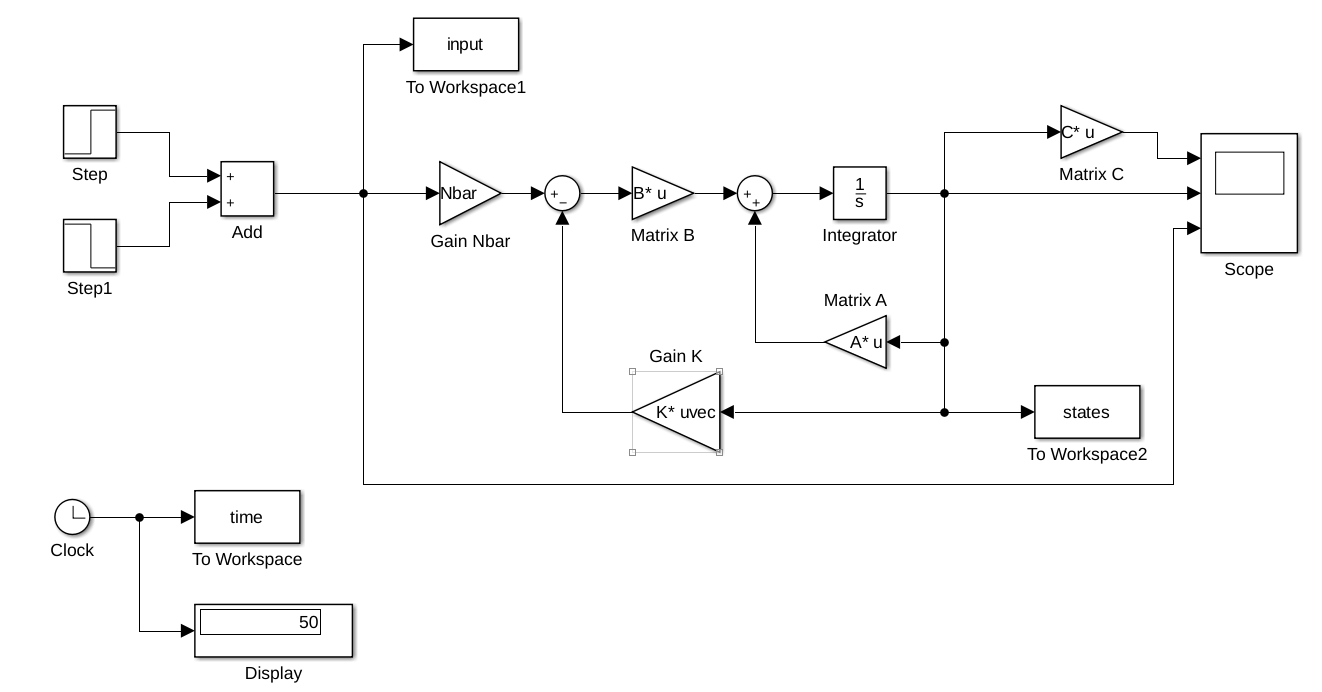 input
To Workspace1
Step
+
+
Add
Step1
Nbar
Gain Nbar
+
−
B* u
Matrix B
+
+
1
s
Integrator
C* u
Matrix C
Scope
Matrix A
A* u
Gain K
K* uvec
states
To Workspace2
Clock
time
To Workspace
50
Display